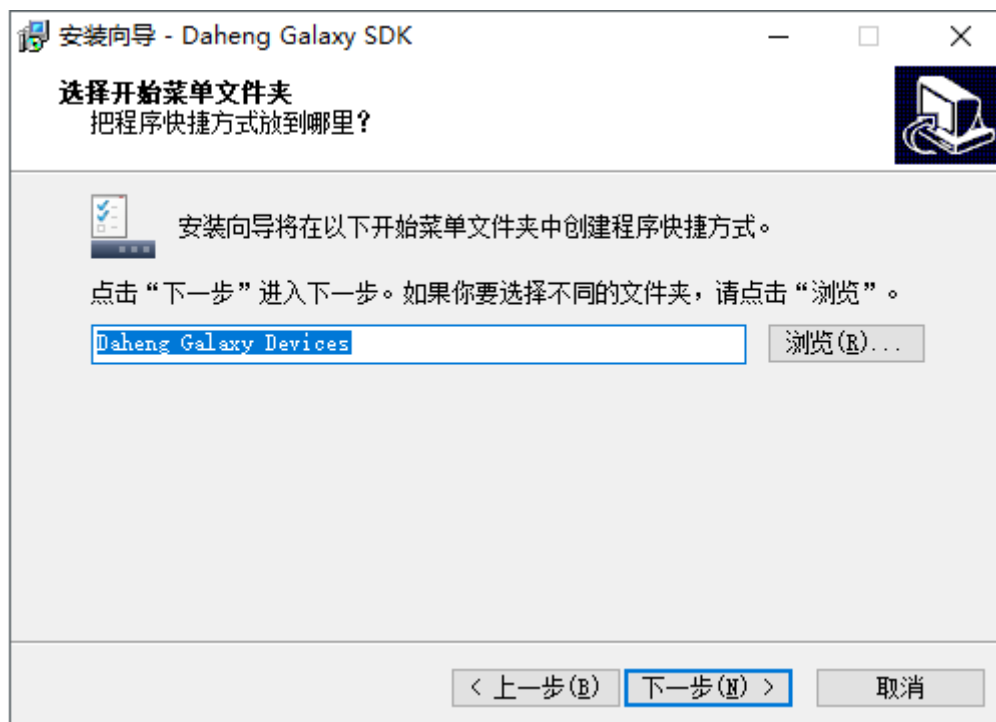 安装向导 - Daheng Galaxy SDK
选择开始菜单文件夹
把程序快捷方式放到哪里？
安装向导将在以下开始菜单文件夹中创建程序快捷方式。
点击“下一步”进入下一步。如果你要选择不同的文件夹，请点击“浏览”。
Daheng Galaxy Devices
浏览(R)...
< 上一步(B)
下一步(N) >
取消